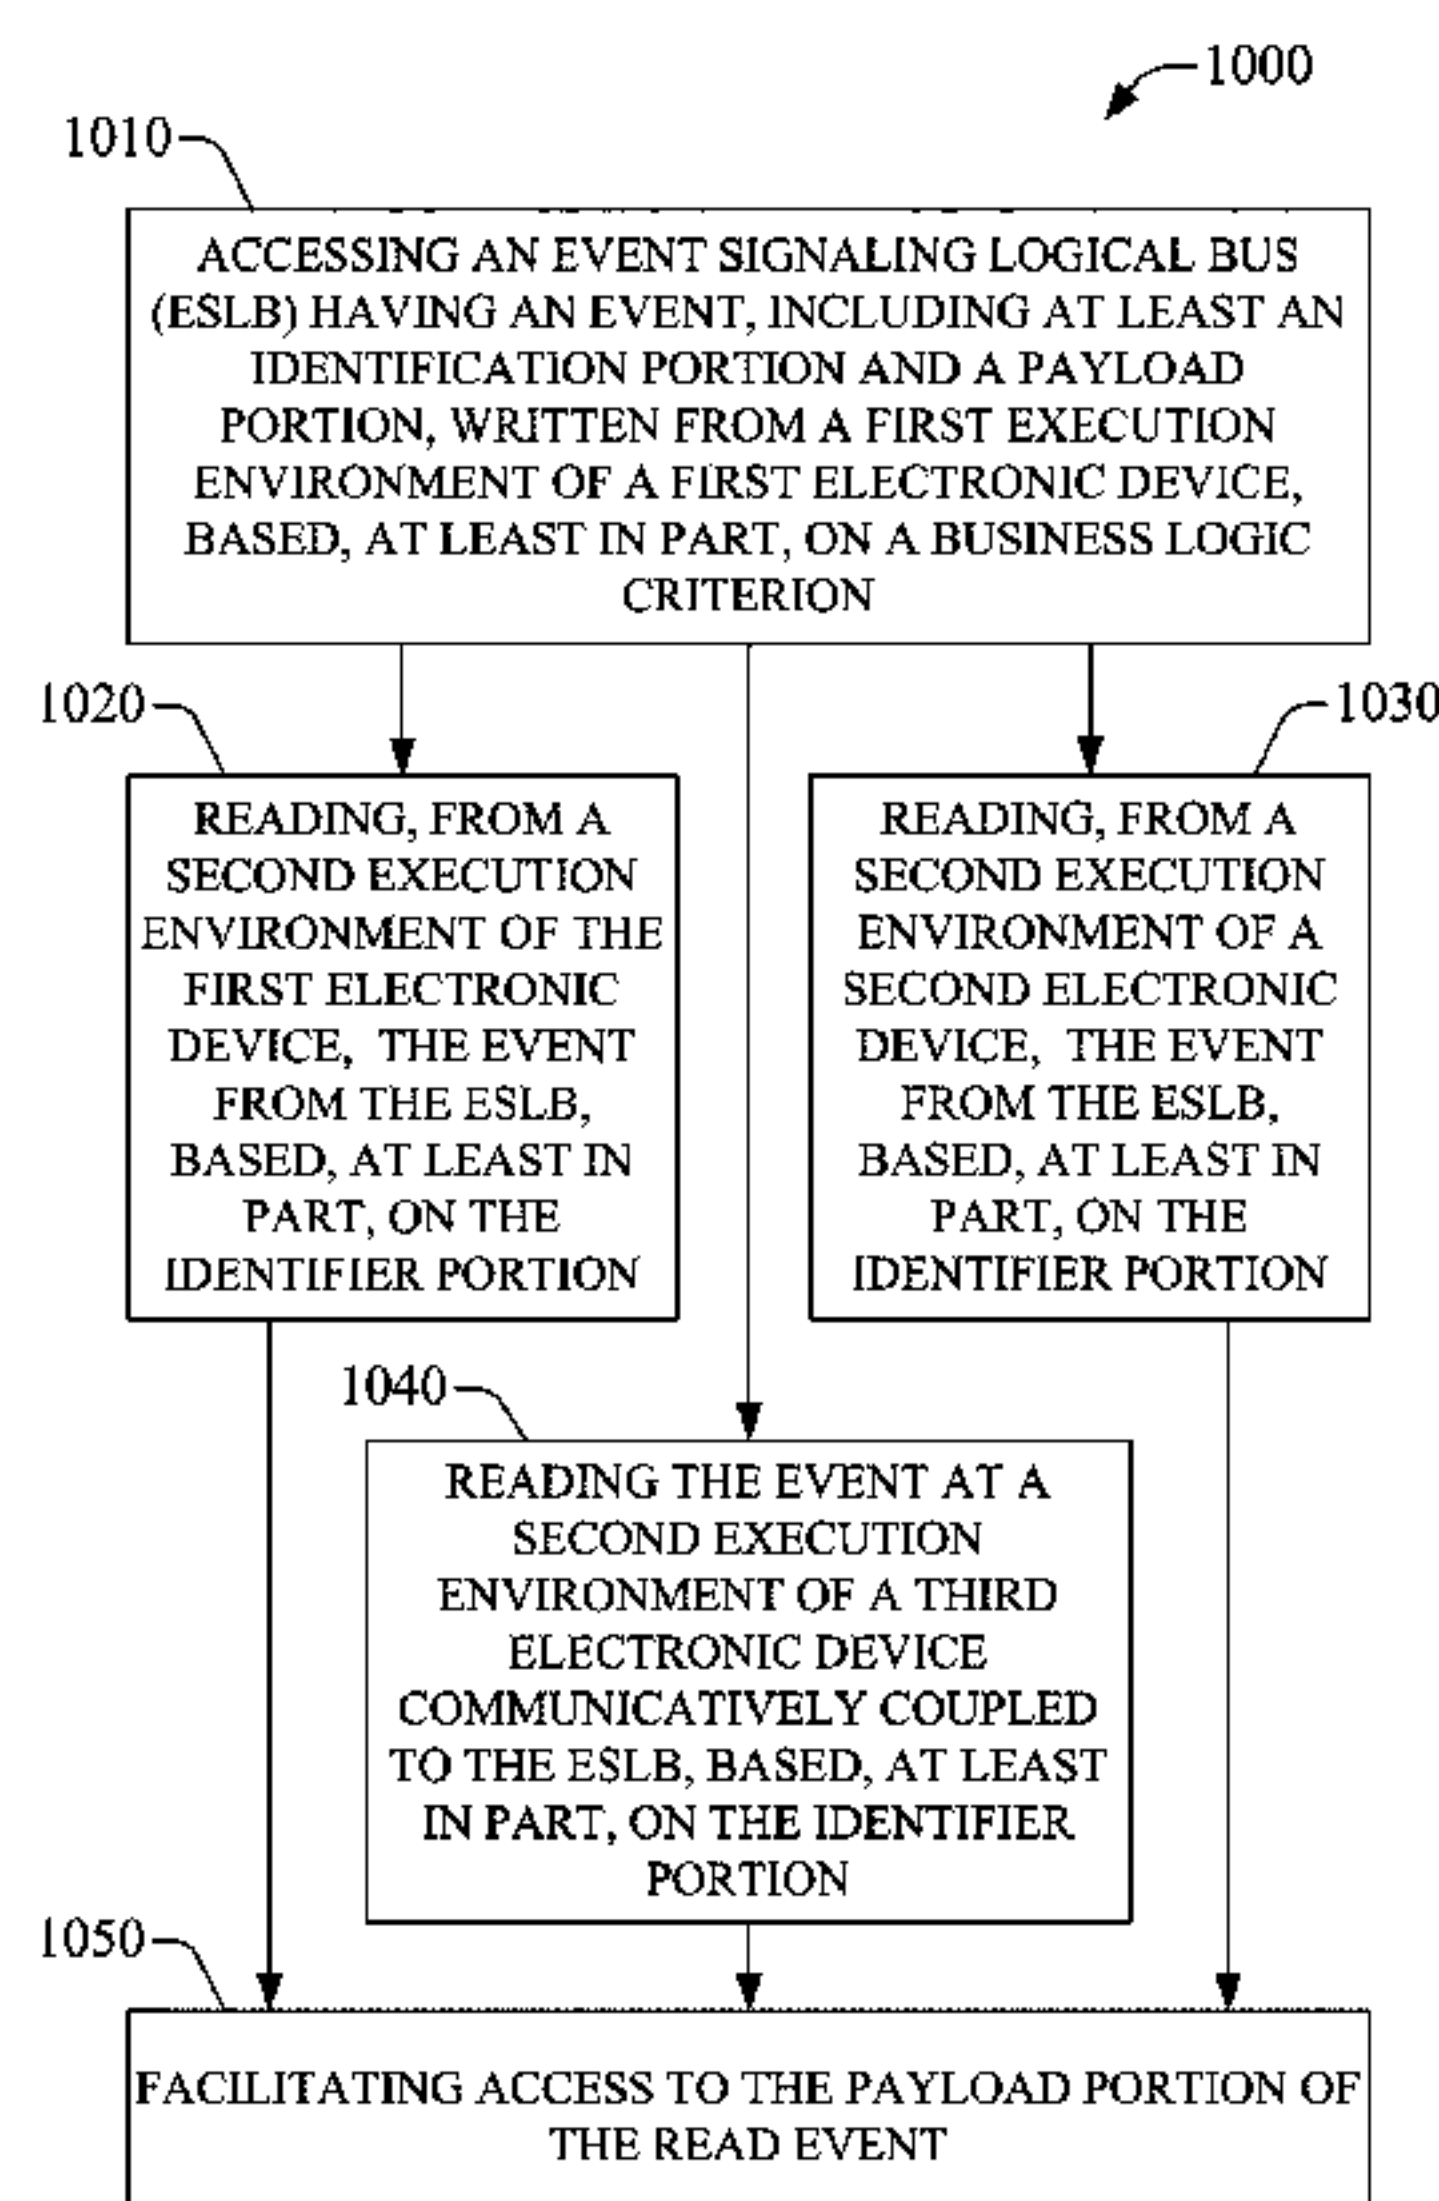 1000
1010
ACCESSING AN EVENT SIGNALING LOGICAL BUS
(ESLB) HAVING AN EVENT, INCLUDING AT LEAST AN
IDENTIFICATION PORTION AND A PAYLOAD
PORTION, WRITTEN FROM A FIRST EXECUTION
ENVIRONMENT OF A FIRST ELECTRONIC DEVICE,
BASED, AT LEAST IN PART, ON A BUSINESS LOGIC
CRITERION
1020
READING, FROM A
SECOND EXECUTION
ENVIRONMENT OF THE
FIRST ELECTRONIC
DEVICE, THE EVENT
FROM THE ESLB,
BASED, AT LEAST IN
PART, ON THE
IDENTIFIER PORTION
1030
READING, FROM A
SECOND EXECUTION
ENVIRONMENT OF A
SECOND ELECTRONIC
DEVICE, THE EVENT
FROM THE ESLB,
BASED, AT LEAST IN
PART, ON THE
IDENTIFIER PORTION
1040
READING THE EVENT AT A
SECOND EXECUTION
ENVIRONMENT OF A THIRD
ELECTRONIC DEVICE
COMMUNICATIVELY COUPLED
TO THE ESLB, BASED, AT LEAST
IN PART, ON THE IDENTIFIER
PORTION
1050
FACILITATING ACCESS TO THE PAYLOAD PORTION OF
THE READ EVENT